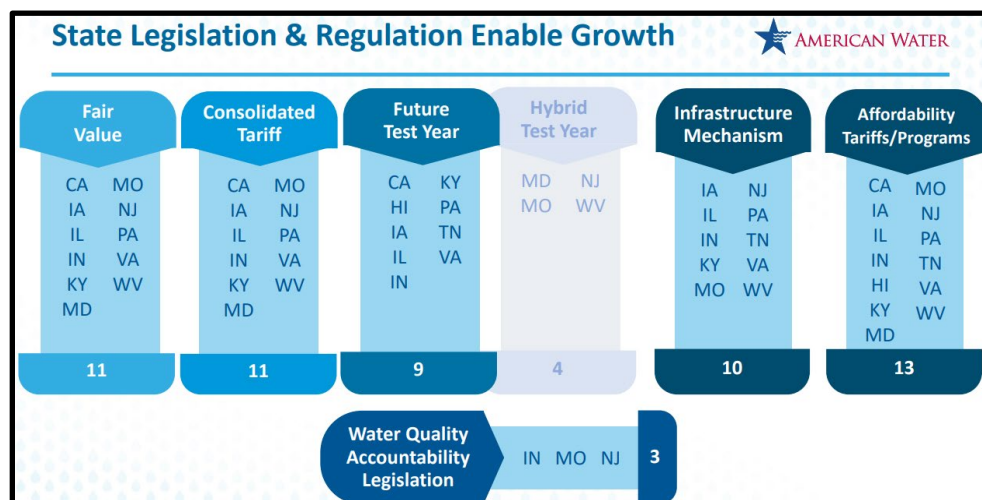 State Legislation & Regulation Enable Growth
AMERICAN WATER
Fair
Value
CA MO
IA NJ
IL PA
IN VA
KY WV
MD
11
Consolidated
Tariff
CA MO
IA NJ
IL PA
IN VA
KY WV
MD
11
Future
Test Year
CA KY
HI PA
IA TN
IL VA
IN
9
Hybrid
Test Year
MD NJ
MO WV
4
Infrastructure
Mechanism
IA NJ
IL PA
IN TN
KY VA
MO WV
10
Affordability
Tariffs/Programs
CA MO
IA NJ
IL PA
IN TN
HI VA
KY WV
MD
13
Water Quality
Accountability
Legislation
IN MO NJ
3